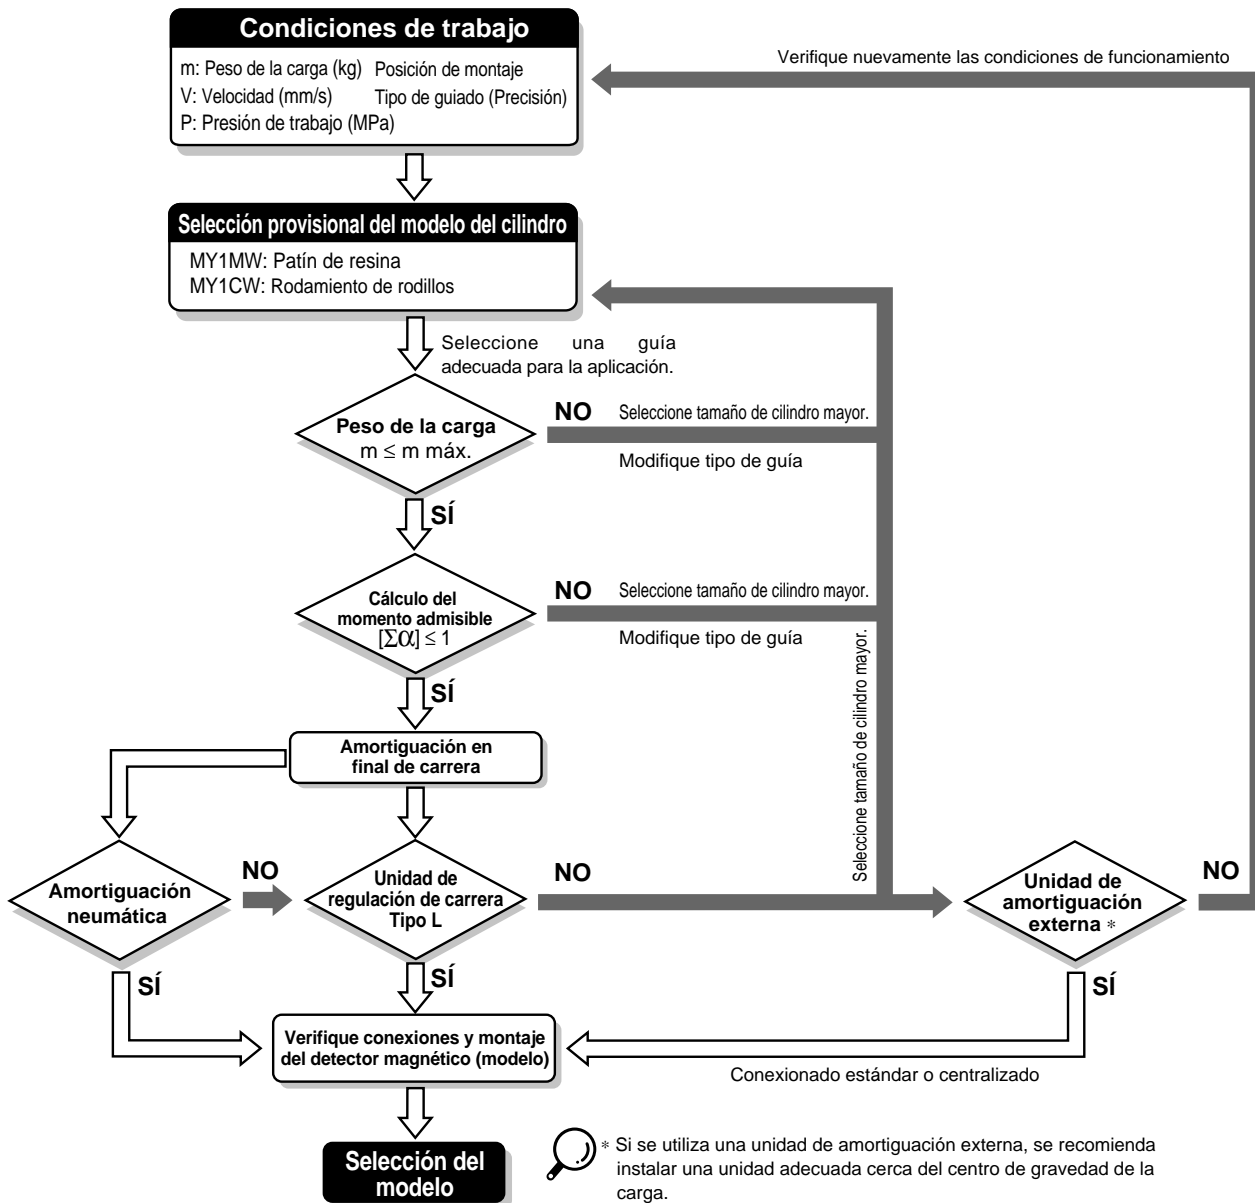 Condiciones de trabajo
m: Peso de la carga (kg) Posición de montaje
V: Velocidad (mm/s) Tipo de guiado (Precisión)
P: Presión de trabajo (MPa)
Verifique nuevamente las condiciones de funcionamiento
Selección provisional del modelo del cilindro
MY1MW: Patín de resina
MY1CW: Rodamiento de rodillos
Seleccione una guía
adecuada para la aplicación.
Peso de la carga
m ≤ m máx.
NO
Seleccione tamaño de cilindro mayor.
Modifique tipo de guía
SÍ
Cálculo del
momento admisible
[Σα] ≤ 1
NO
Seleccione tamaño de cilindro mayor.
Modifique tipo de guía
SÍ
Seleccione tamaño de cilindro mayor.
Amortiguación en
final de carrera
Amortiguación
neumática
NO
Unidad de
regulación de carrera
Tipo L
NO
Unidad de
amortiguación
externa *
NO
SÍ
SÍ
SÍ
Verifique conexiones y montaje
del detector magnético (modelo)
Conexionado estándar o centralizado
Selección del
modelo
* Si se utiliza una unidad de amortiguación externa, se recomienda
instalar una unidad adecuada cerca del centro de gravedad de la
carga.